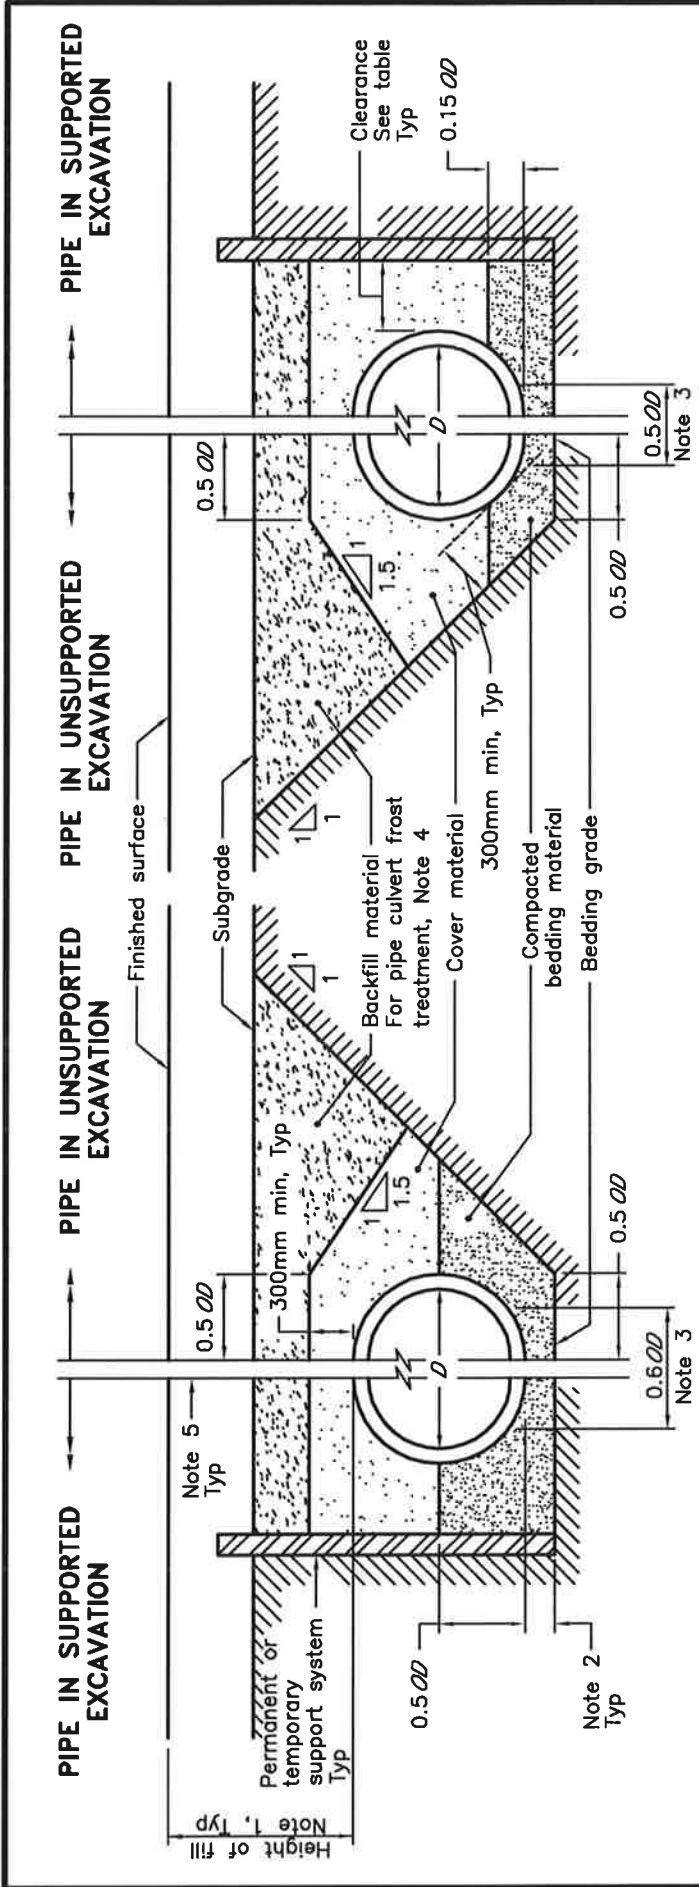 PIPE IN SUPPORTED
EXCAVATION
PIPE IN UNSUPPORTED
EXCAVATION
PIPE IN UNSUPPORTED
EXCAVATION
PIPE IN SUPPORTED
EXCAVATION
Finished surface
Subgrade
Note 5
Typ
0.5 OD
300mm min, Typ
1
1.5
1
1
Height of fill
Note 1, Typ
Permanent or
temporary
support system
Typ
D
0.5 OD
Note 2
Typ
0.6 OD
Note 3
0.5 OD
Backfill material
For pipe culvert frost
treatment, Note 4
Cover material
300mm min, Typ
Compacted
bedding material
Bedding grade
1
1
0.5 OD
1
1.5
D
Clearance
See table
Typ
0.15 OD
0.5 OD
0.5 OD
Note 3